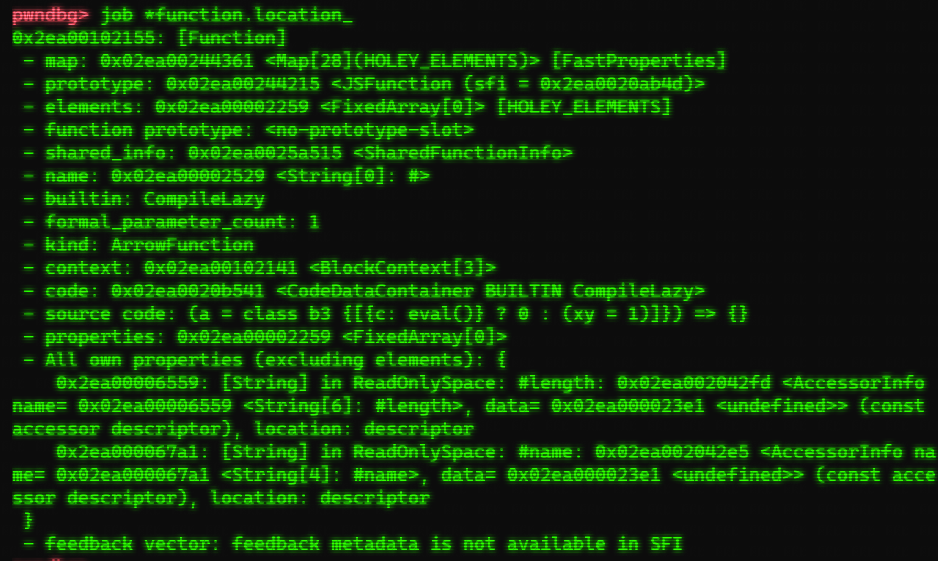 pwndbg> job *function.location_
0x2ea00102155: [Function]
- map: 0x02ea00244361 <Map[28](HOLEY_ELEMENTS)> [FastProperties]
- prototype: 0x02ea00244215 <JSFunction (sfi = 0x2ea0020ab4d)>
- elements: 0x02ea00002259 <FixedArray[0]> [HOLEY_ELEMENTS]
- function prototype: <no-prototype-slot>
- shared_info: 0x02ea0025a515 <SharedFunctionInfo>
- name: 0x02ea00002529 <String[0]: #>
- builtin: CompileLazy
- formal_parameter_count: 1
- kind: ArrowFunction
- context: 0x02ea00102141 <BlockContext[3]>
- code: 0x02ea0020b541 <CodeDataContainer BUILTIN CompileLazy>
- source code: (a = class b3 {[{c: eval()} ? 0 : (xy = 1)]}) => {}
- properties: 0x02ea00002259 <FixedArray[0]>
- All own properties (excluding elements): {
0x2ea00006559: [String] in ReadOnlySpace: #length: 0x02ea002042fd <AccessorInfo
name= 0x02ea00006559 <String[6]: #length>, data= 0x02ea000023e1 <undefined>> (const
accessor descriptor), location: descriptor
0x2ea000067a1: [String] in ReadOnlySpace: #name: 0x02ea002042e5 <AccessorInfo na
me= 0x02ea000067a1 <String[4]: #name>, data= 0x02ea000023e1 <undefined>> (const acce
ssor descriptor), location: descriptor
}
- feedback vector: feedback metadata is not available in SFI